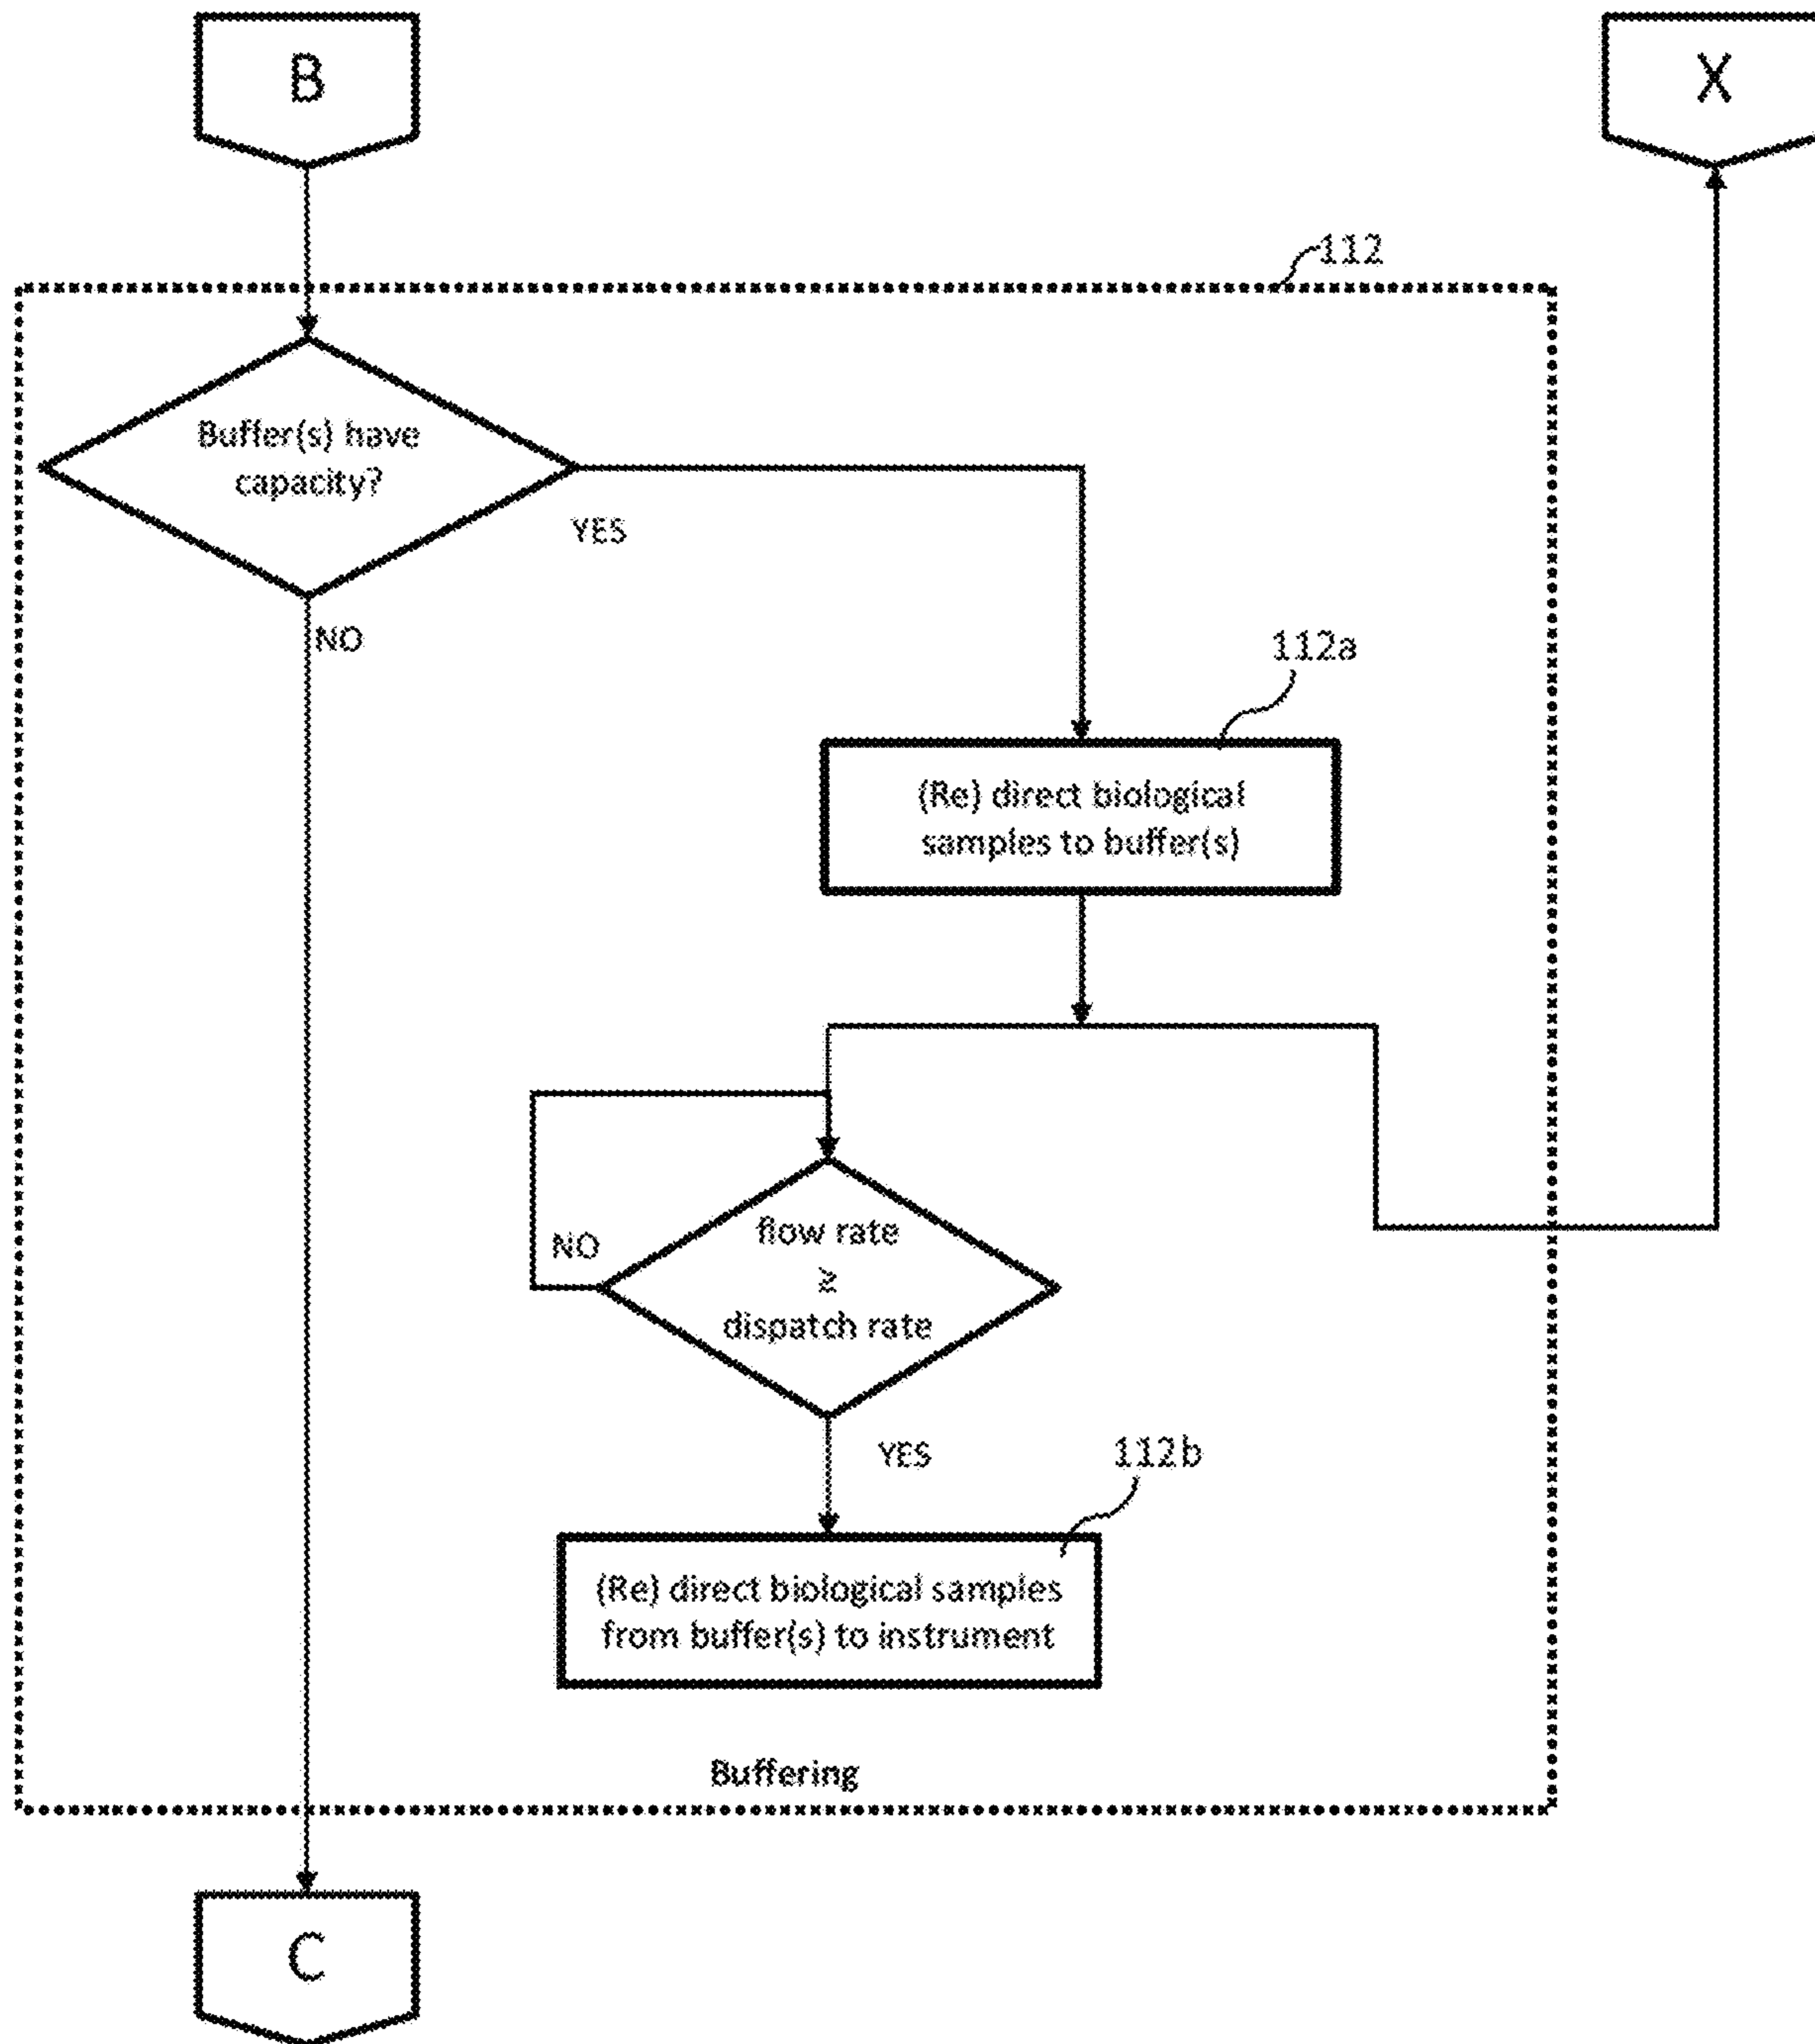 B
X
112
Buffer(s) have
capacity?
YES
NO
112a
(Re) direct biological
samples to buffer(s)
flow rate
≥
dispatch rate
NO
YES
112b
(Re) direct biological samples
from buffer(s) to instrument
Buffering
C